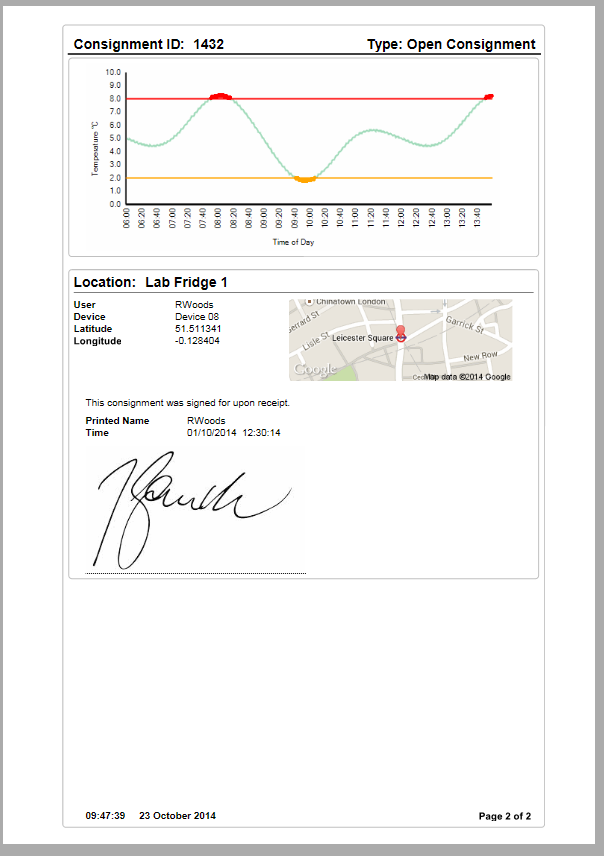 Consignment ID: 1432 Type: Open Consignment
10.0
9.0
8.0
7.0
6.0
5.0
4.0
3.0
2.0
1.0
0.0
Temperature °C
06:00 06:20 06:40 07:00 07:20 07:40 08:00 08:20 08:40 09:00 09:20 09:40 10:00 10:20 10:40 11:00 11:20 11:40 12:00 12:20 12:40 13:00 13:20 13:40
Time of Day
Location: Lab Fridge 1
User RWoods
Device Device 08
Latitude 51.511341
Longitude -0.128404
Chinatown London
errard St
Garrick St
Lisle St
Leicester Square
New Row
Google
Map data ©2014 Google
This consignment was signed for upon receipt.
Printed Name RWoods
Time 01/10/2014 12:30:14
09:47:39 23 October 2014 Page 2 of 2